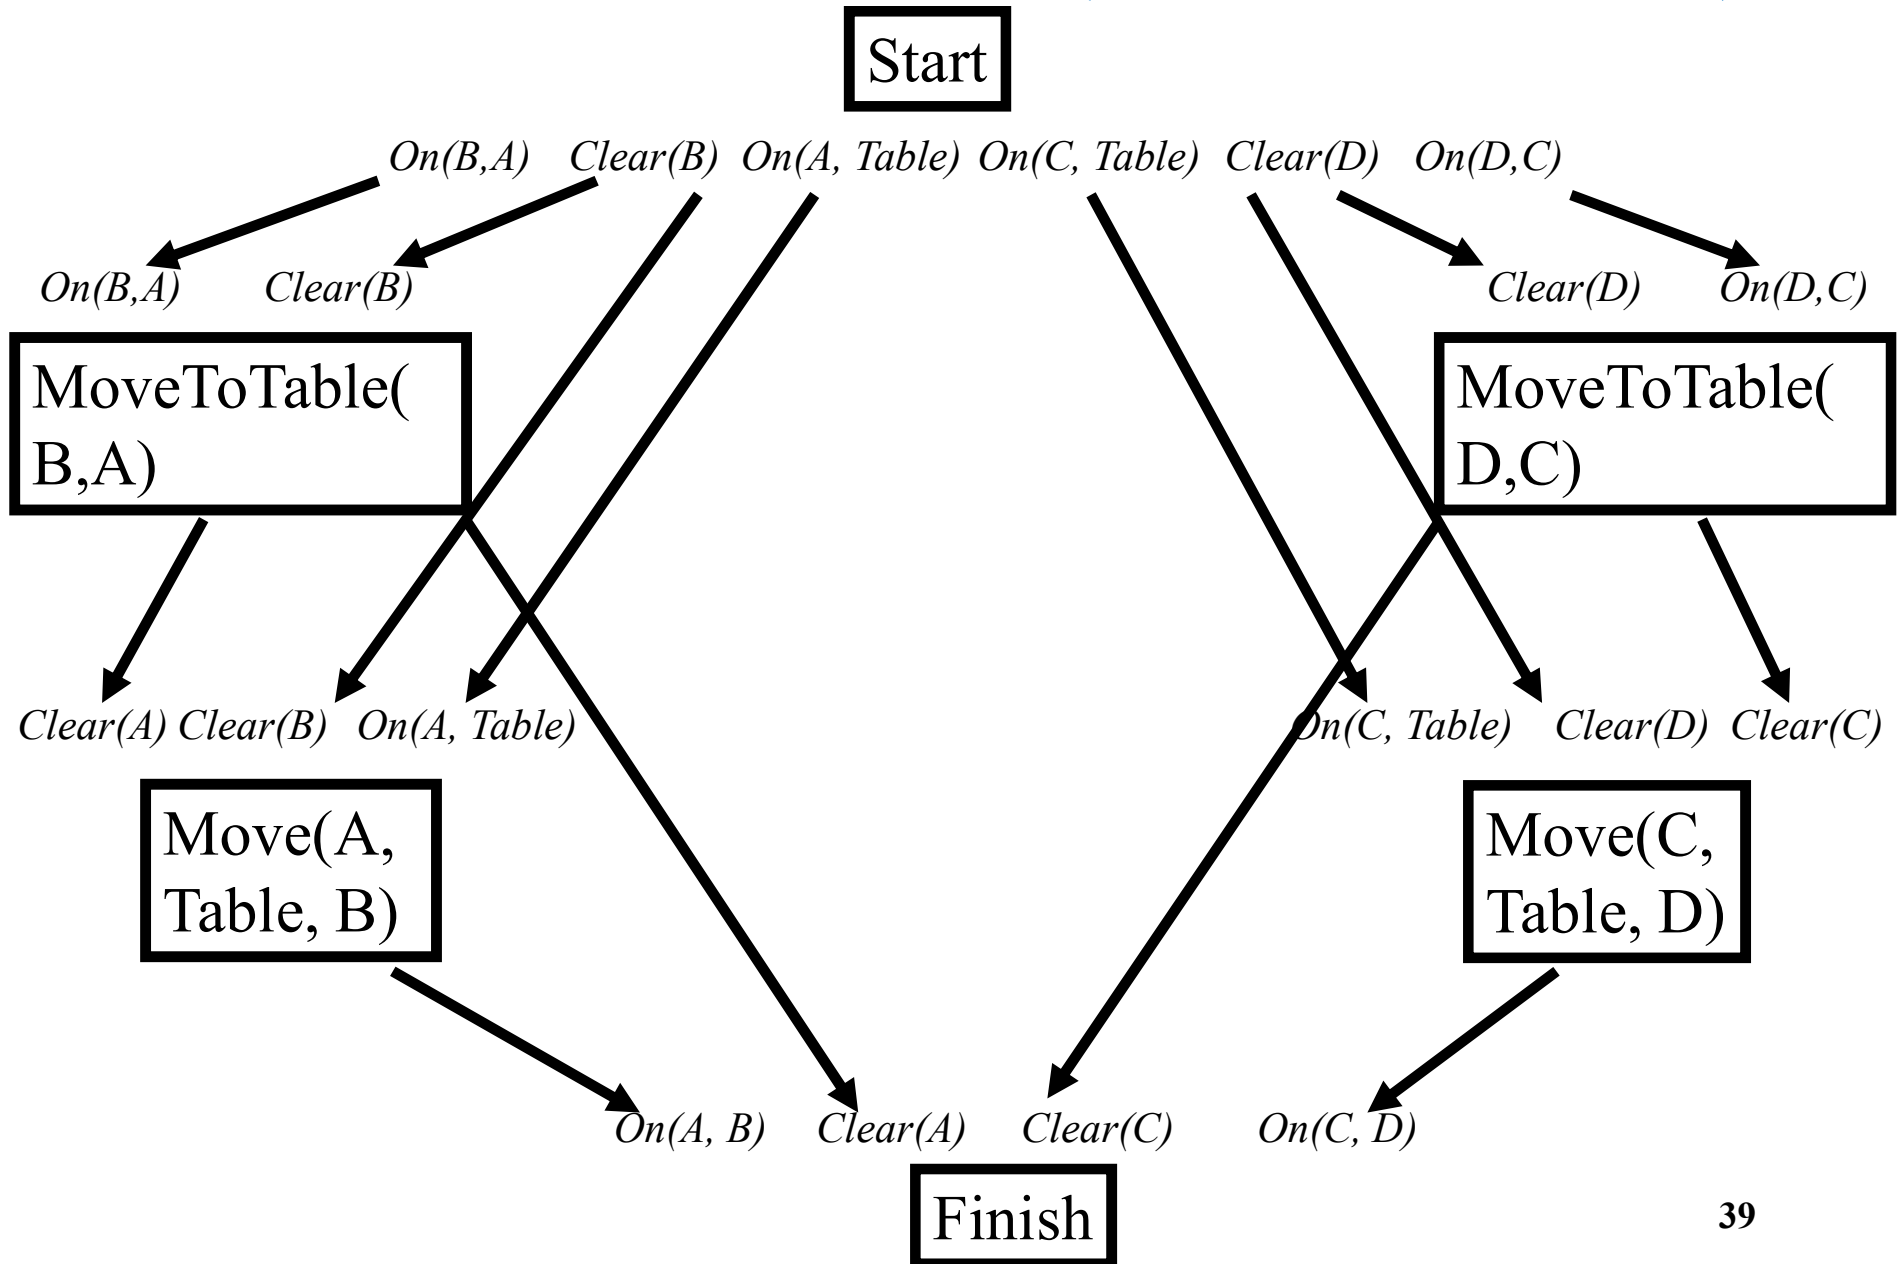 Start
On(B,A) Clear(B) On(A, Table) On(C, Table) Clear(D) On(D,C)
On(B,A) Clear(B) Clear(D) On(D,C)
MoveToTable(
B,A)
MoveToTable(
D,C)
Clear(A) Clear(B) On(A, Table) On(C, Table) Clear(D) Clear(C)
Move(A,
Table, B)
Move(C,
Table, D)
On(A, B) Clear(A) Clear(C) On(C, D)
Finish
39